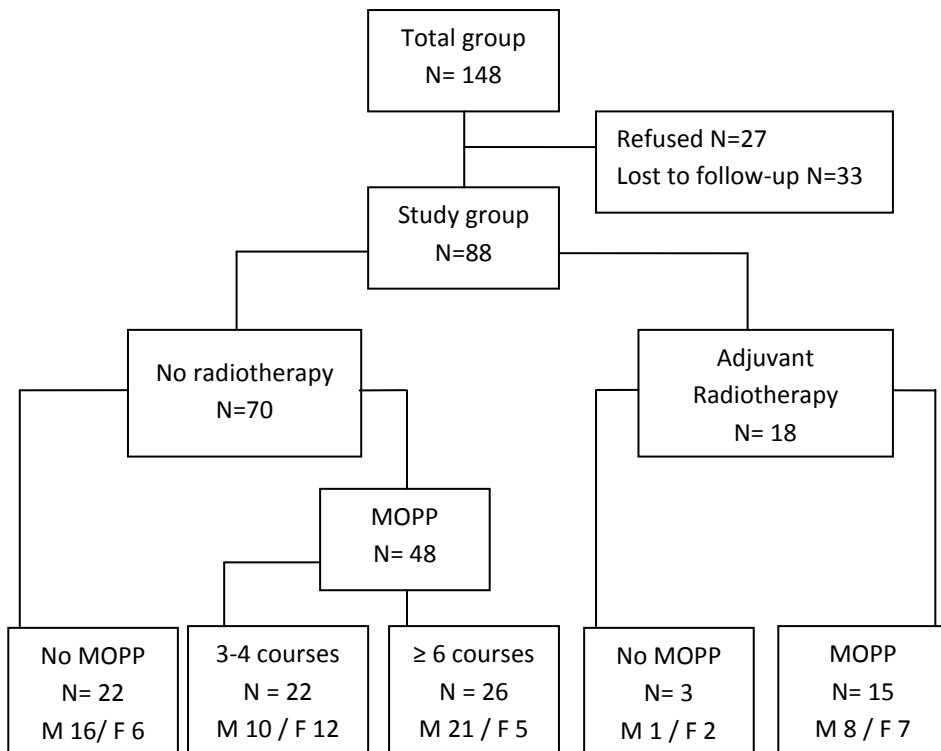 Total group
N= 148
Refused N=27
Lost to follow-up N=33
Study group
N=88
No radiotherapy
N=70
Adjuvant
Radiotherapy
N= 18
MOPP
N= 48
No MOPP
N= 22
M 16/ F 6
3-4 courses
N = 22
M 10 / F 12
≥ 6 courses
N = 26
M 21 / F 5
No MOPP
N= 3
M 1 / F 2
MOPP
N= 15
M 8 / F 7